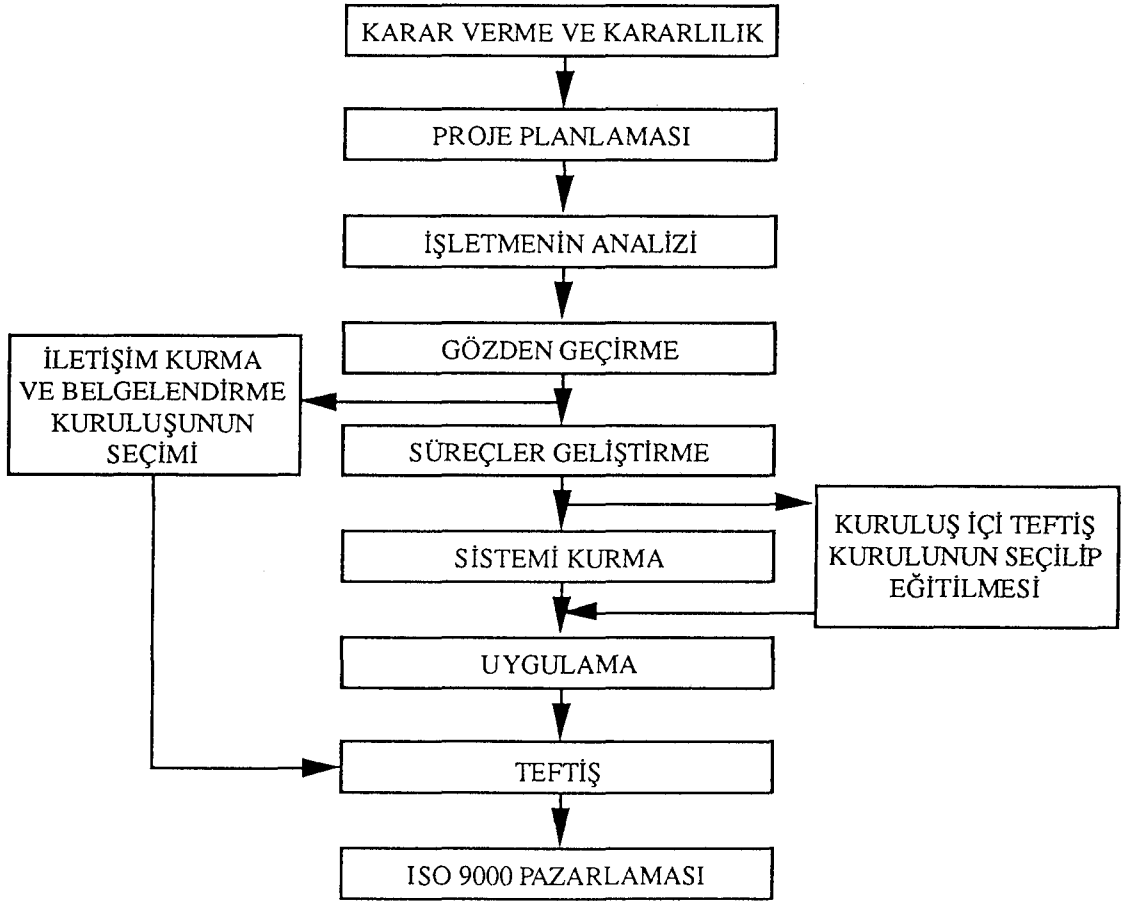 KARAR VERME VE KARARLILIK
PROJE PLANLAMASI
İŞLETMENİN ANALİZİ
GÖZDEN GEÇİRME
İLETİŞİM KURMA
VE BELGELENDİRME
KURULUŞUNUN
SEÇİMİ
SÜREÇLER GELİŞTİRME
KURULUŞ İÇİ TEFTİŞ
KURULUNUN SEÇİLİP
EĞİTİLMESİ
SİSTEMİ KURMA
UYGULAMA
TEFTİŞ
ISO 9000 PAZARLAMASI